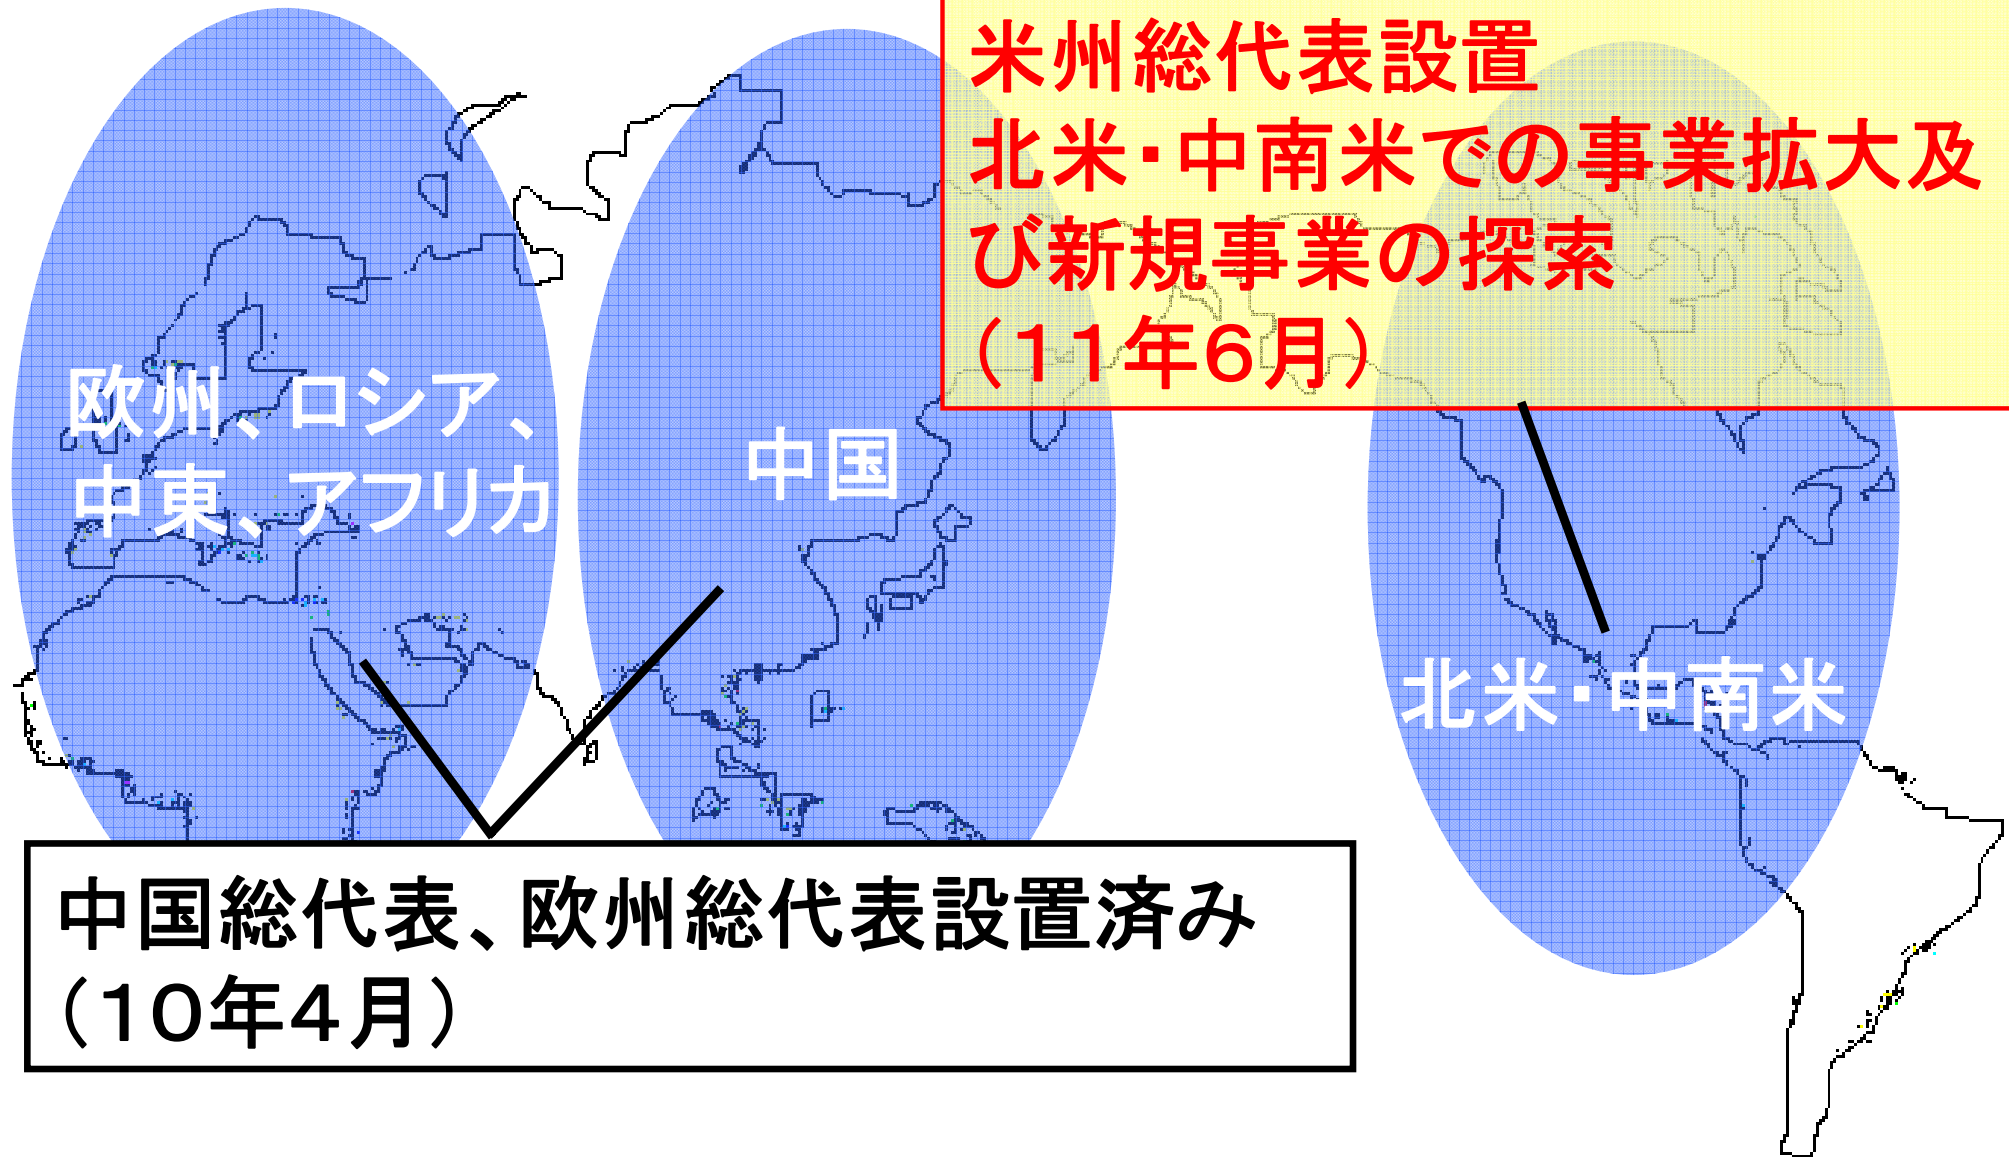 米州総代表設置
北米・中南米での事業拡大及
び新規事業の探索
（１１年６月）
欧州、ロシア、
中東、アフリカ
中国
北米・中南米
中国総代表、欧州総代表設置済み
（１０年４月）